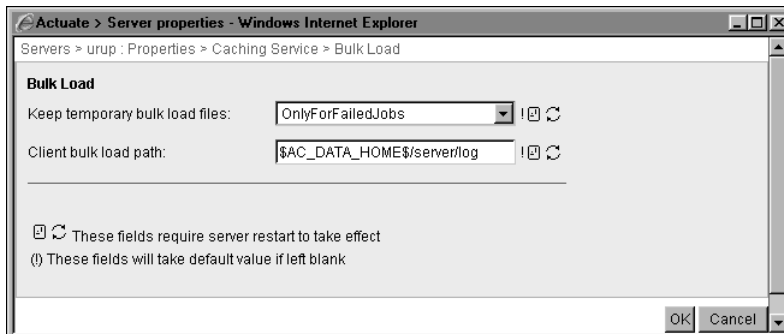 Actuate > Server properties - Windows Internet Explorer
Servers > urup : Properties > Caching Service > Bulk Load
Bulk Load
Keep temporary bulk load files: OnlyForFailedJobs !
Client bulk load path: $AC_DATA_HOME$/server/log !
These fields require server restart to take effect
(!) These fields will take default value if left blank
OK Cancel